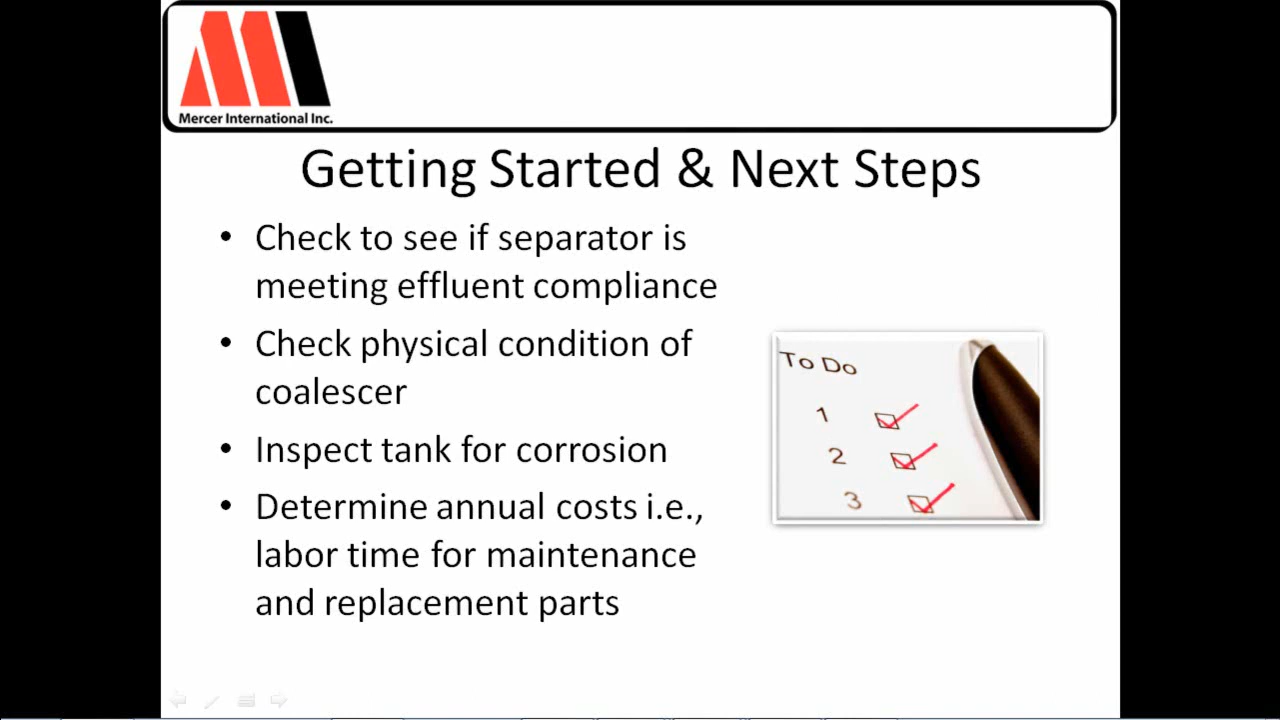 Mercer International Inc.
Getting Started & Next Steps
• Check to see if separator is
meeting effluent compliance
• Check physical condition of
coalescer
• Inspect tank for corrosion
• Determine annual costs i.e.,
labor time for maintenance
and replacement parts
To Do
1
2
3